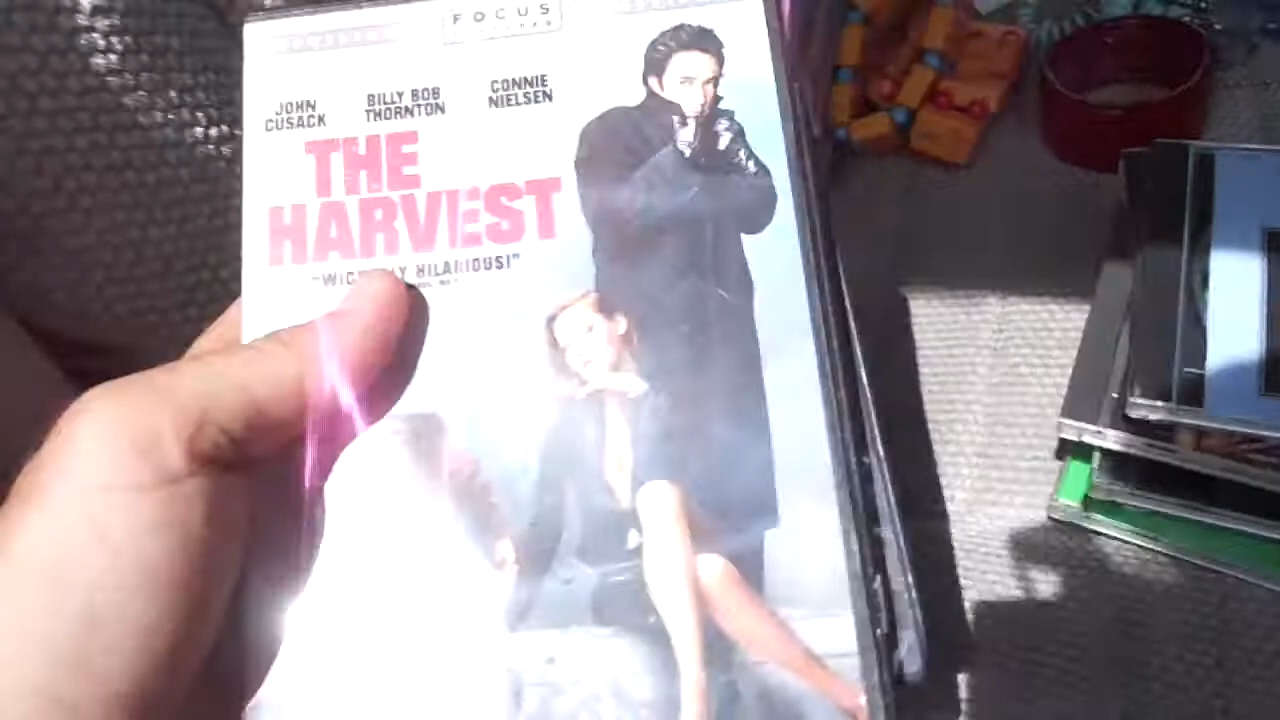 FOCUS
JOHN
CUSACK
BILLY BOB
THORNTON
CONNIE
NIELSEN
THE
HARVEST
HILARIOUS!"